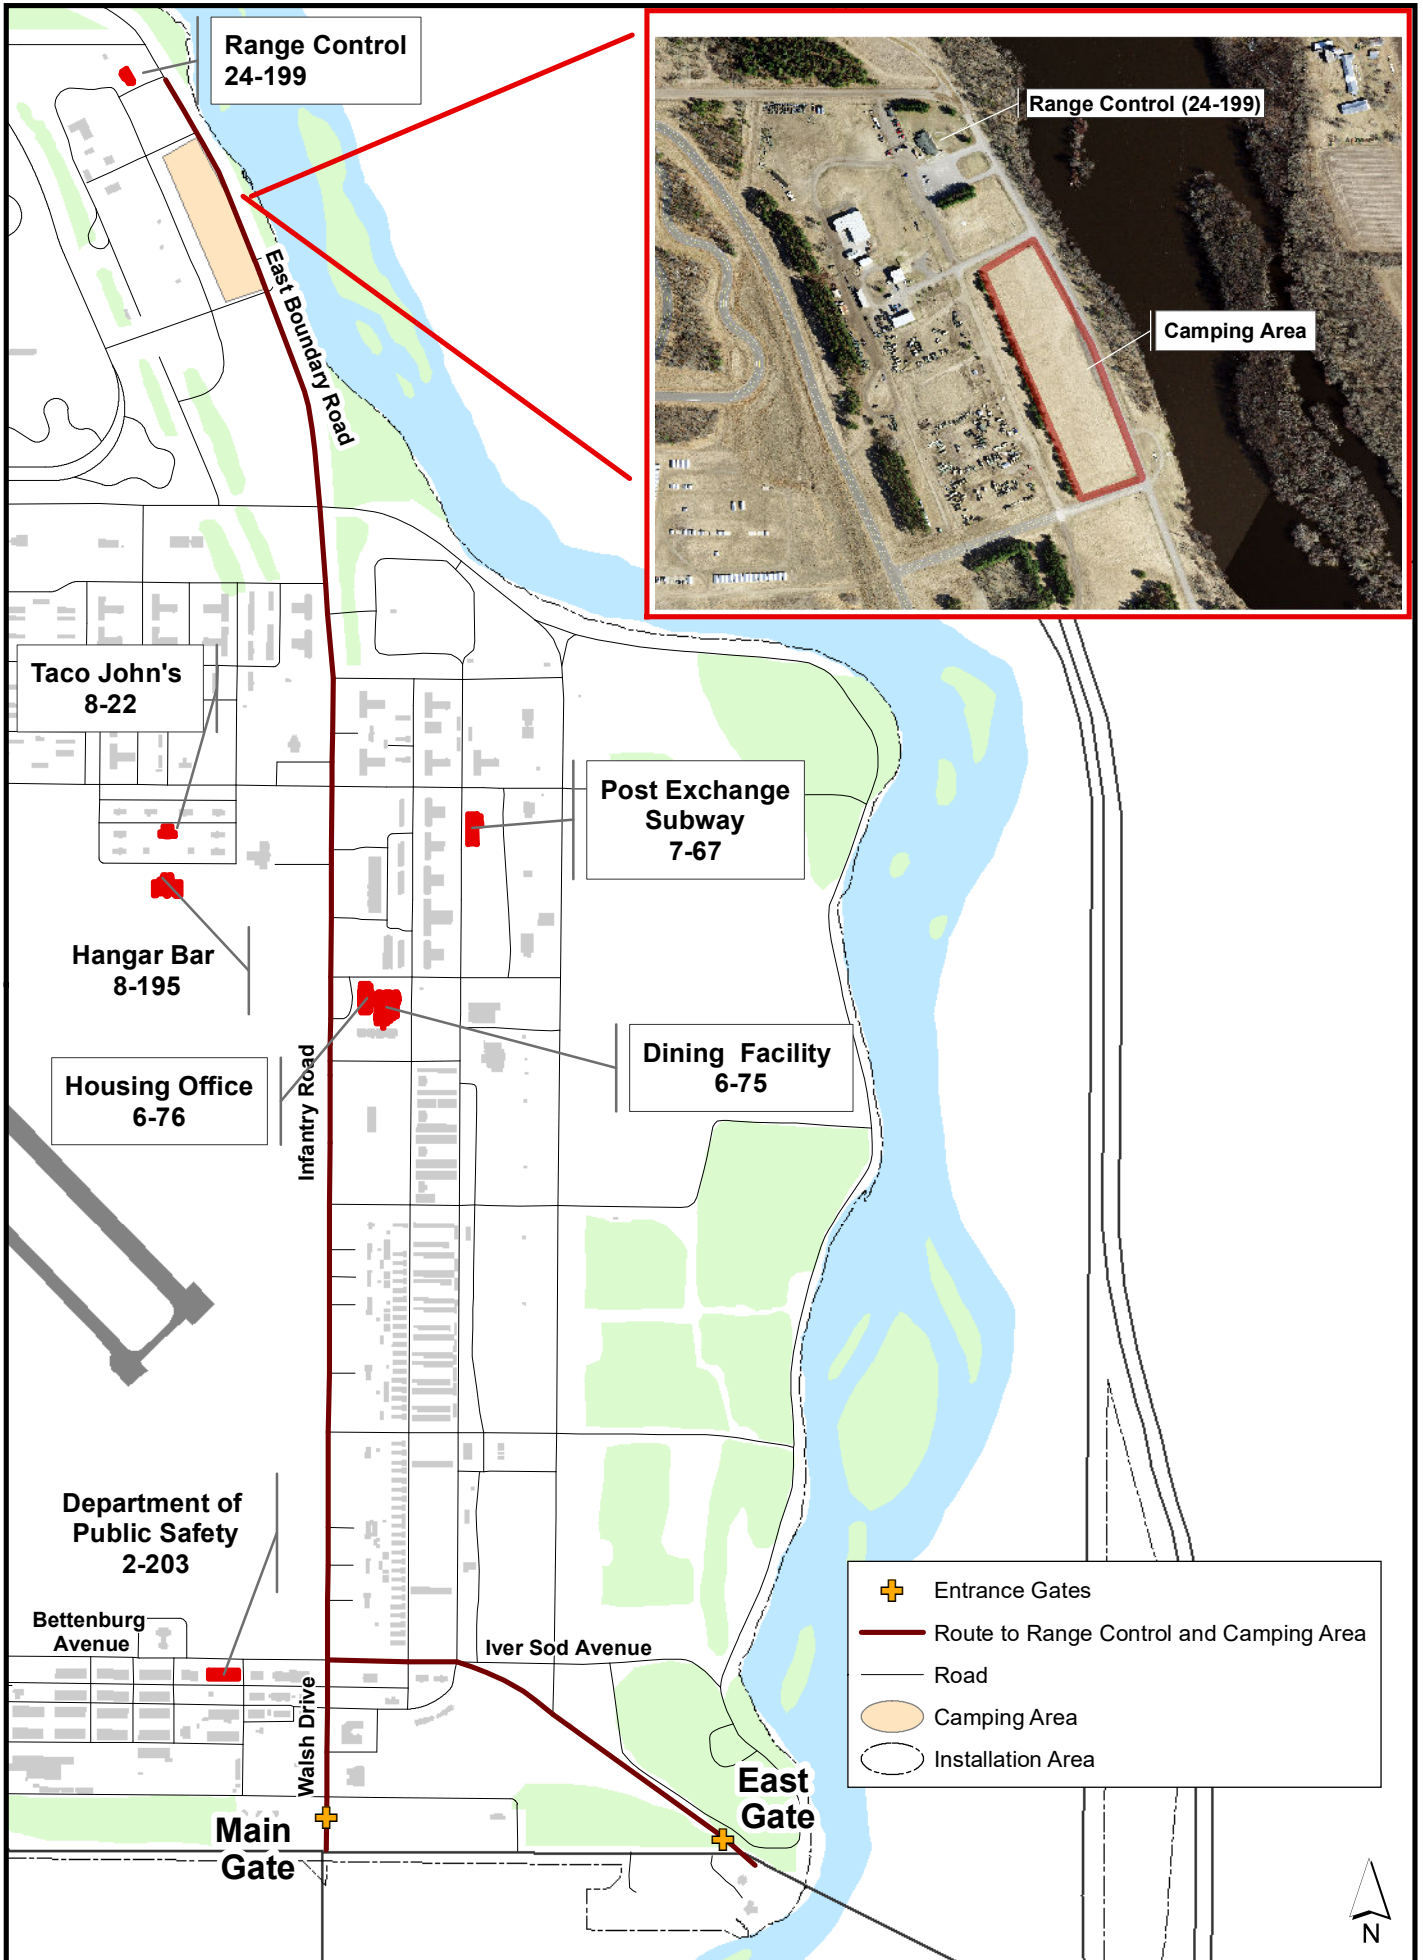 Range Control
24-199
Range Control (24-199)
Camping Area
East Boundary Road
Taco John's
8-22
Post Exchange
Subway
7-67
Hangar Bar
8-195
Dining Facility
6-75
Housing Office
6-76
Infantry Road
Department of
Public Safety
2-203
Bettenburg
Avenue
Iver Sod Avenue
Walsh Drive
Main
Gate
East
Gate
Entrance Gates
Route to Range Control and Camping Area
Road
Camping Area
Installation Area
N